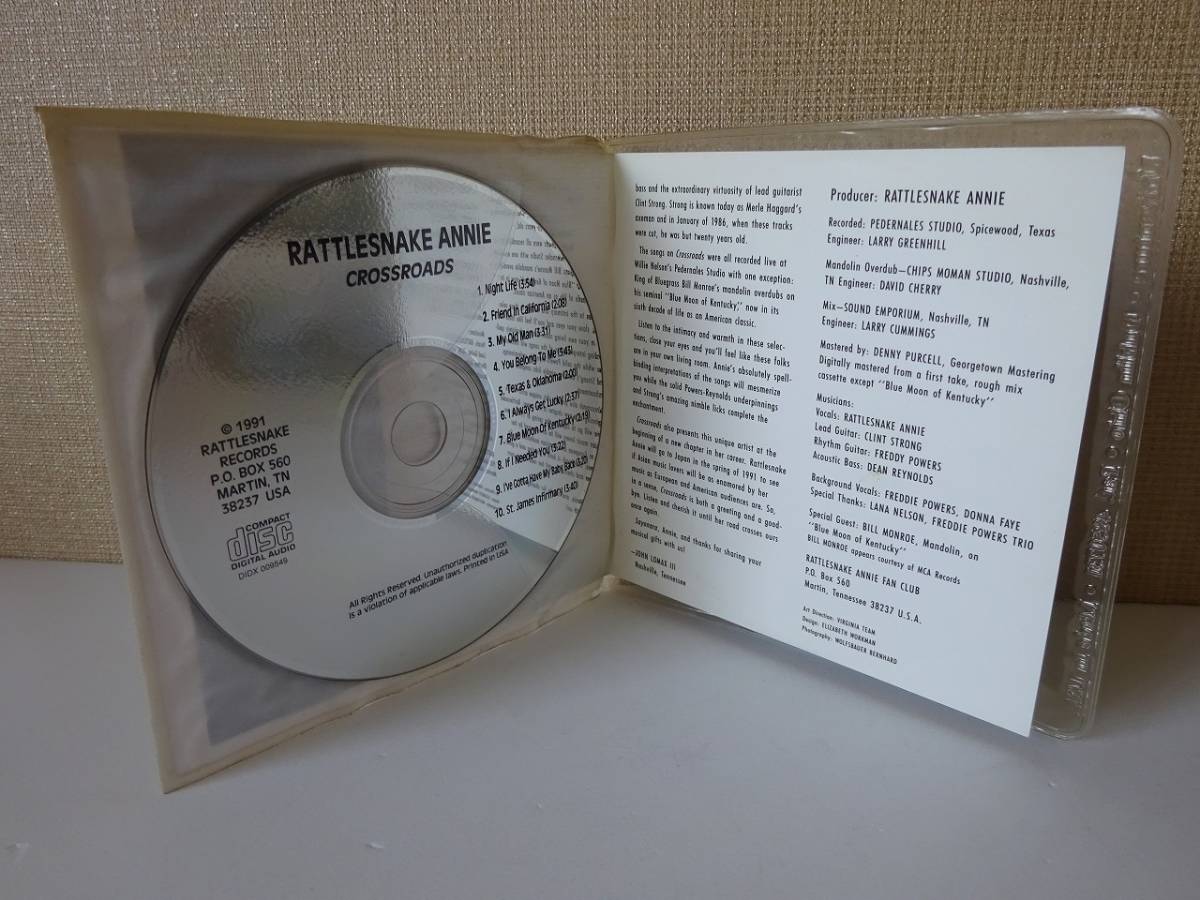 RATTLESNAKE ANNIE
CROSSROADS
1. Night Life (3:54)
2. Friend In California (2:08)
3. My Old Man (3:31)
4. You Belong To Me (3:43)
5. Texas & Oklahoma (2:00)
6. I Always Get Lucky (2:37)
7. Blue Moon Of Kentucky (2:19)
8. If I Needed You (3:22)
9. I've Gotta Have My Baby Back (3:20)
10. St. James Infirmary (3:40)
© 1991
RATTLESNAKE
RECORDS
P.O. BOX 560
MARTIN, TN
38237 USA
COMPACT
disc
DIGITAL AUDIO
DIDX 009549
All Rights Reserved. Unauthorized duplication
is a violation of applicable laws. Printed in USA
bass and the extraordinary virtuosity of lead guitarist
Clint Strong. Strong is known today as Merle Haggard's
axeman and in January of 1986, when these tracks
were cut, he was but twenty years old.
The songs on Crossroads were all recorded live at
Willie Nelson's Pedernales Studio with one exception:
King of Bluegrass Bill Monroe's mandolin overdubs on
his seminal "Blue Moon of Kentucky," now in its
sixth decade of life as an American classic.
Listen to the intimacy and warmth in these selec-
tions, close your eyes and you'll feel like these folks
are in your own living room. Annie's absolutely spell-
binding interpretations of the songs will mesmerize
you while the solid Powers-Reynolds underpinnings
and Strong's amazing nimble licks complete the
enchantment.
Crossroads also presents this unique artist at the
beginning of a new chapter in her career. Rattlesnake
Annie will go to Japan in the spring of 1991 to see
if Asian music lovers will be as enamored by her
music as European and American audiences are. So,
in a sense, Crossroads is both a greeting and a good-
bye. Listen and cherish it until her road crosses ours
once again.
Sayonara, Annie, and thanks for sharing your
musical gifts with us!
—JOHN LOMAX III
Nashville, Tennessee
Producer: RATTLESNAKE ANNIE
Recorded: PEDERNALES STUDIO, Spicewood, Texas
Engineer: LARRY GREENHILL
Mandolin Overdub—CHIPS MOMAN STUDIO, Nashville,
TN Engineer: DAVID CHERRY
Mix—SOUND EMPORIUM, Nashville, TN
Engineer: LARRY CUMMINGS
Mastered by: DENNY PURCELL, Georgetown Mastering
Digitally mastered from a first take, rough mix
cassette except "Blue Moon of Kentucky"
Musicians:
Vocals: RATTLESNAKE ANNIE
Lead Guitar: CLINT STRONG
Rhythm Guitar: FREDDY POWERS
Acoustic Bass: DEAN REYNOLDS
Background Vocals: FREDDIE POWERS, DONNA FAYE
Special Thanks: LANA NELSON, FREDDIE POWERS TRIO
Special Guest: BILL MONROE, Mandolin, on
"Blue Moon of Kentucky"
BILL MONROE appears courtesy of MCA Records
RATTLESNAKE ANNIE FAN CLUB
P.O. Box 560
Martin, Tennessee 38237 U.S.A.
Art Direction: VIRGINIA TEAM
Design: ELIZABETH WORKMAN
Photography: WOLFSBAUER BERNHARD